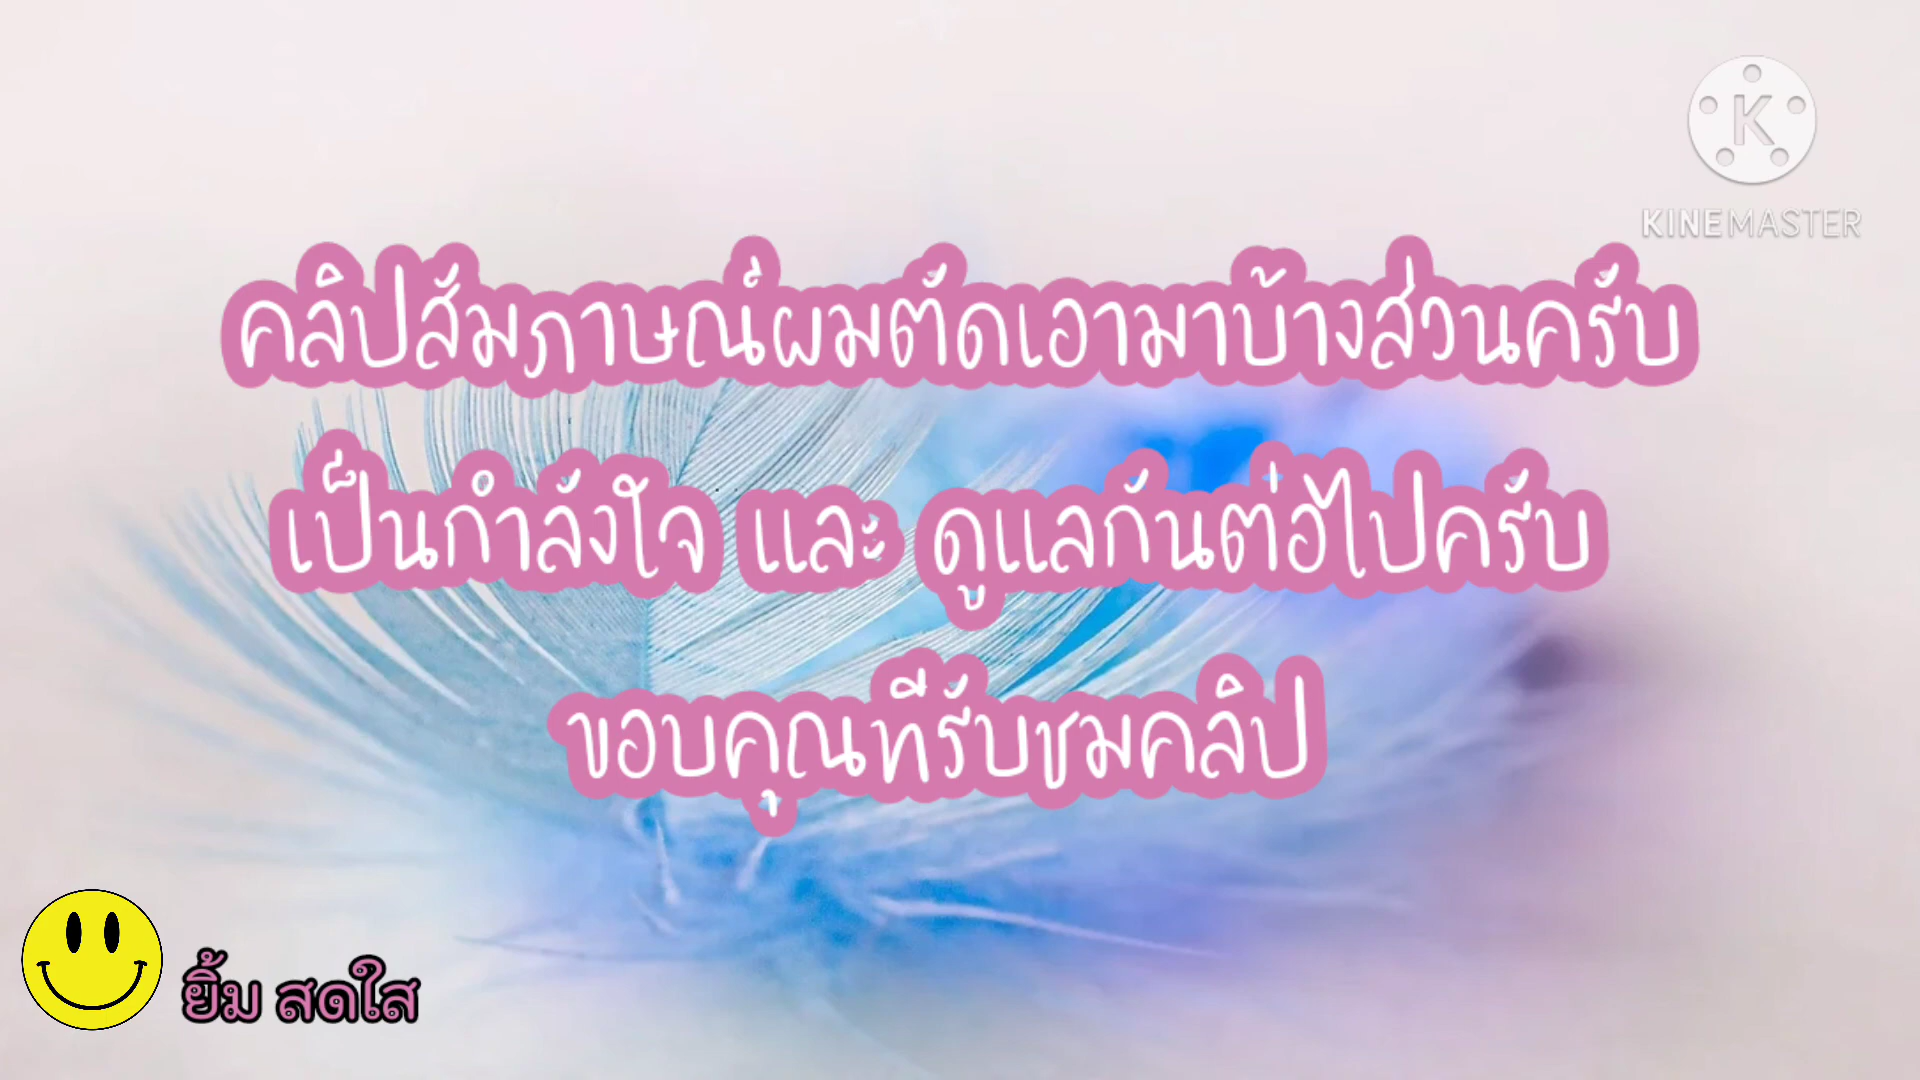 K
KINEMASTER
คลิปสัมภาษณ์ผมตัดเอามาบ้างส่วนครับ
เป็นกำลังใจ และ ดูแลกันต่อไปครับ
ขอบคุณที่รับชมคลิป
ยิ้ม สดใส